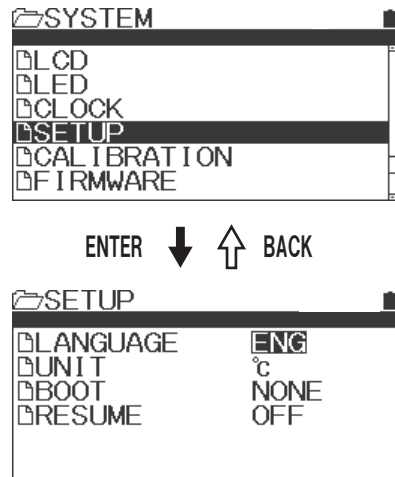 SYSTEM
LCD
LED
CLOCK
SETUP
CALIBRATION
FIRMWARE
ENTER BACK
SETUP
LANGUAGE ENG
UNIT ℃
BOOT NONE
RESUME OFF